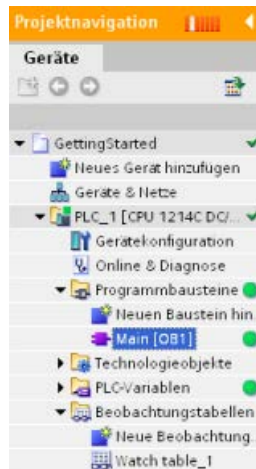 Projektnavigation
Geräte
GettingStarted
Neues Gerät hinzufügen
Geräte & Netze
PLC_1 [CPU 1214C DC/...
Gerätekonfiguration
Online & Diagnose
Programmbausteine
Neuen Baustein hin
Main [OB1]
Technologieobjekte
PLC-Variablen
Beobachtungstabellen
Neue Beobachtung.
Watch table_1